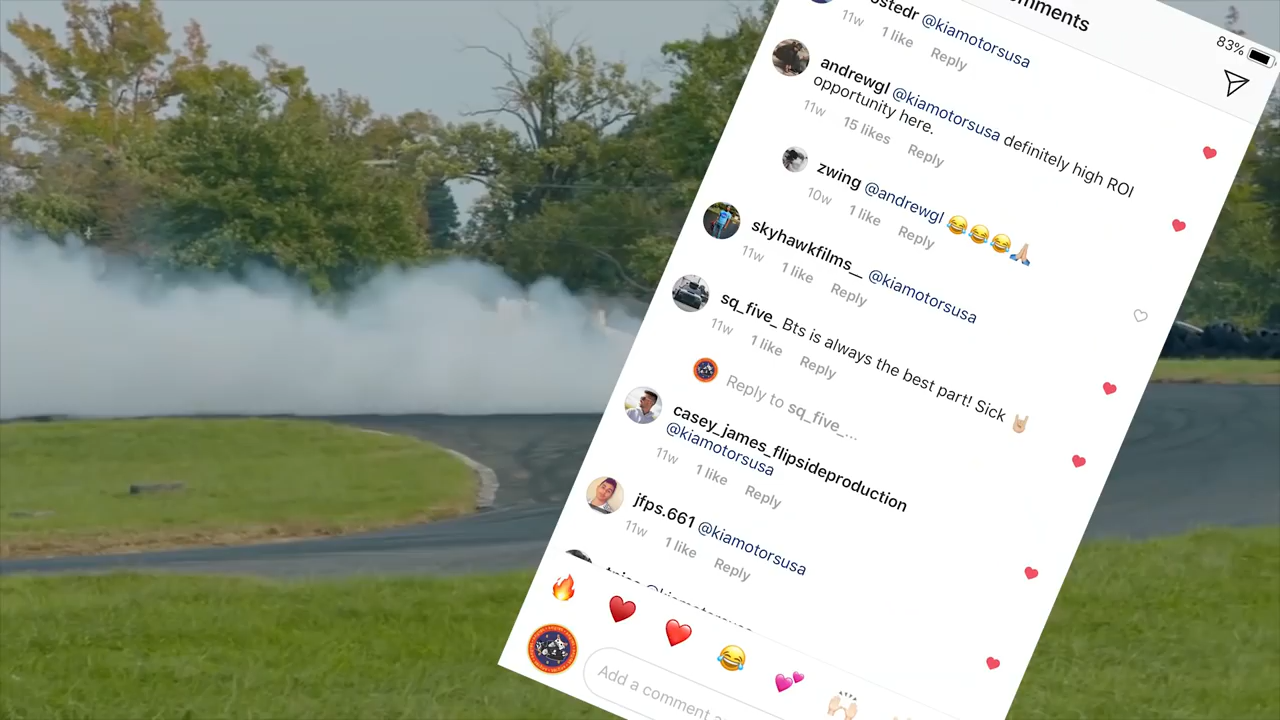 omments
83%
ostedr @kiamotorsusa
11w 1 like Reply
andrewgl @kiamotorsusa definitely high ROI
opportunity here.
11w 15 likes Reply
zwing @andrewgl 😂😂😂🙏🏼
10w 1 like Reply
skyhawkfilms__ @kiamotorsusa
11w 1 like Reply
sq_five_ Bts is always the best part! Sick 🤘🏼
11w 1 like Reply
Reply to sq_five_...
casey_james_flipsideproduction
@kiamotorsusa
11w 1 like Reply
jfps.661 @kiamotorsusa
11w 1 like Reply
Add a comment